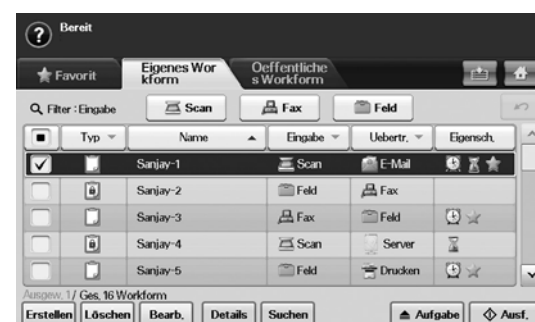 Bereit
Favorit
Eigenes Wor
kform
Oeffentliche
s Workform
Filter : Eingabe
Scan
Fax
Feld
Typ
Name
Eingabe
Uebertr.
Eigensch.
Sanjay-1 Scan E-Mail
Sanjay-2 Feld Fax
Sanjay-3 Fax Feld
Sanjay-4 Scan Server
Sanjay-5 Feld Drucken
Ausgew. 1/ Ges. 16 Workform
Erstellen Löschen Bearb. Details Suchen Aufgabe Ausf.